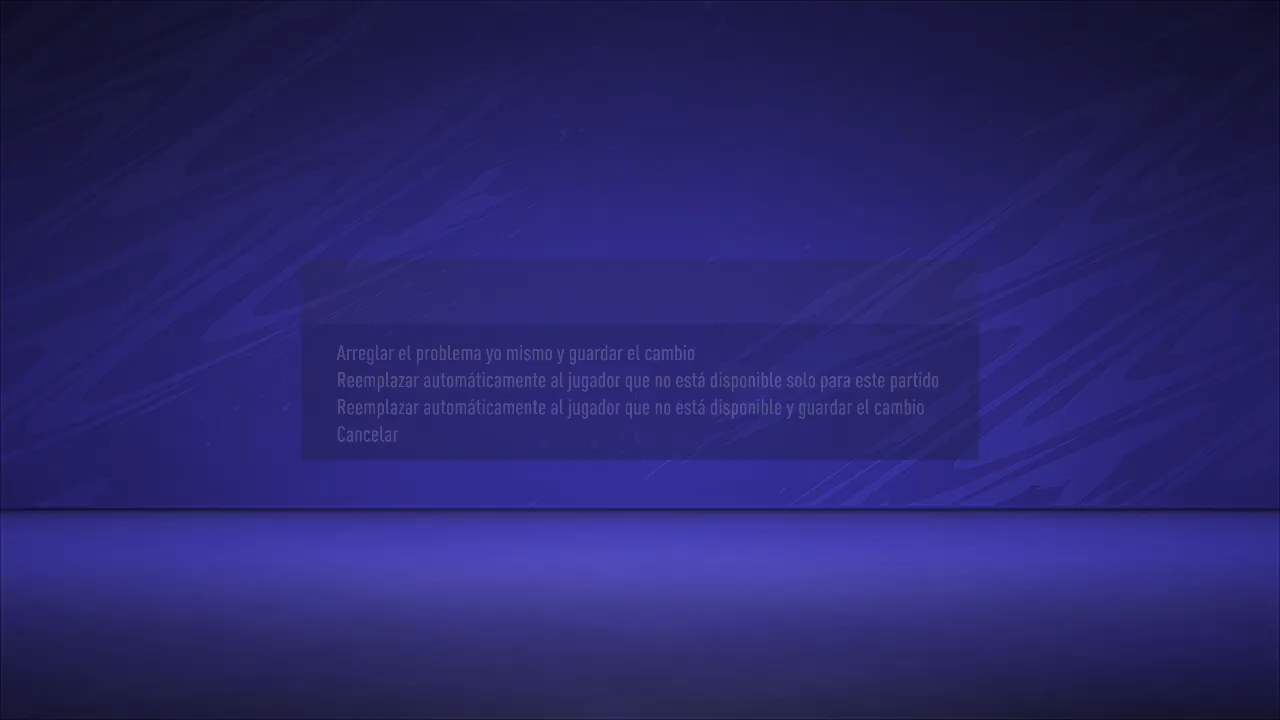 Arreglar el problema yo mismo y guardar el cambio
Reemplazar automáticamente al jugador que no está disponible solo para este partido
Reemplazar automáticamente al jugador que no está disponible y guardar el cambio
Cancelar